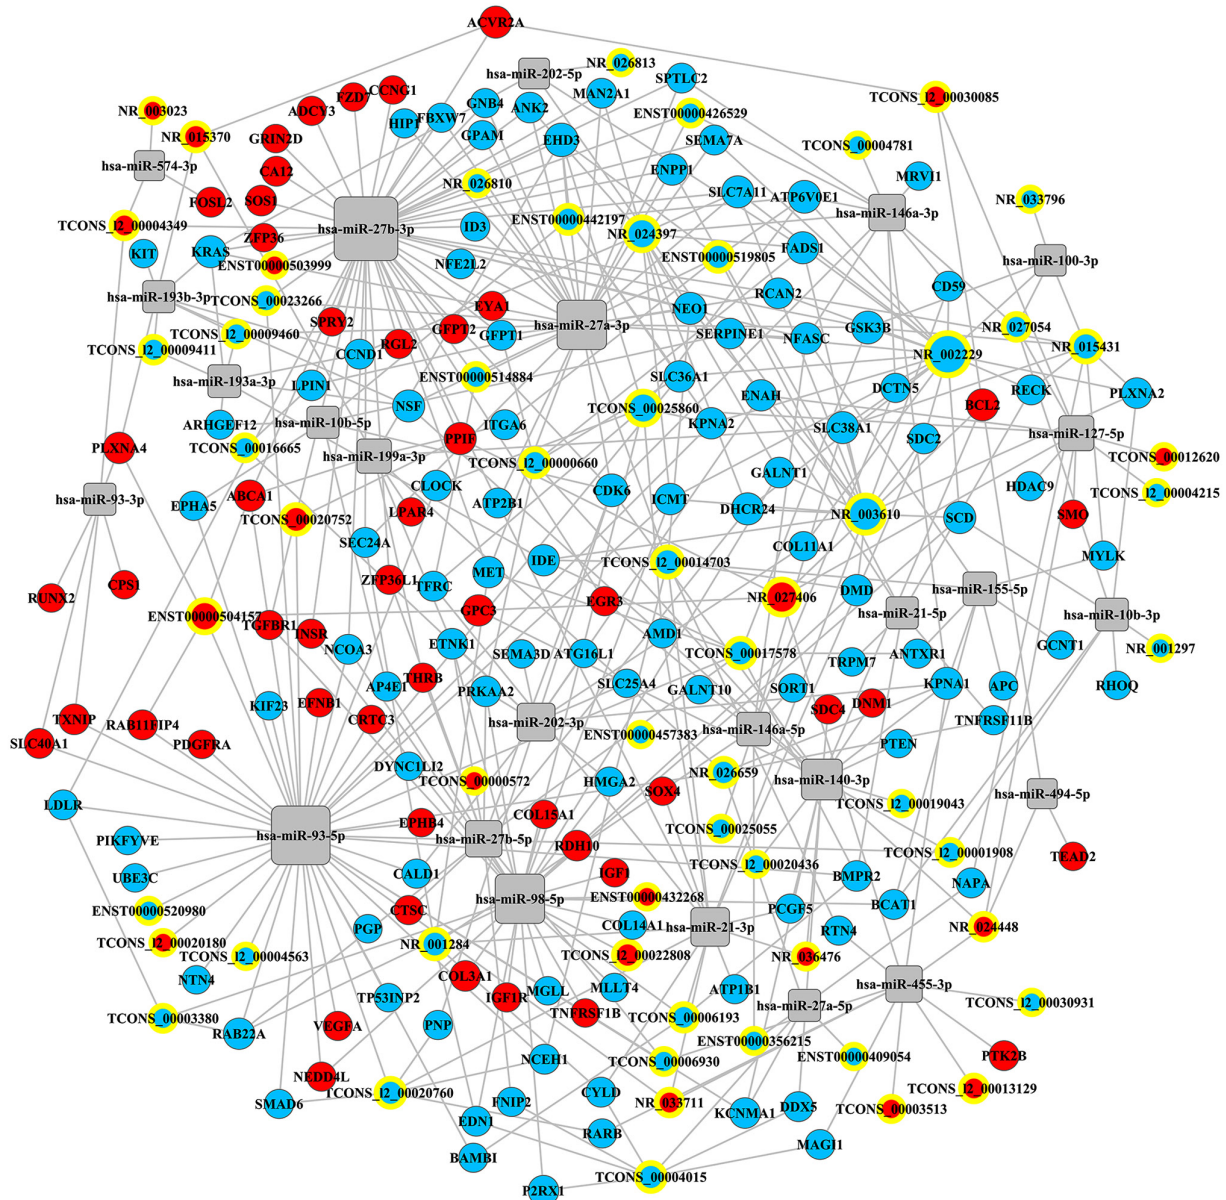 ACVR2A
hsa-miR-202-5p
NR_026813
SPTLC2
MAN2A1
TCONS_l2_00030085
NR_003023
ADCY3
FZD7
CCNG1
GNB4
ANK2
ENST00000426529
NR_015370
GRIN2D
HIP1
FBXW7
GPAM
EHD3
SEMA7A
TCONS_00004781
hsa-miR-574-3p
CA12
ENPP1
MRVI1
NR_026810
SLC7A11
ATP6V0E1
FOSL2
SOS1
NR_033796
hsa-miR-146a-3p
TCONS_l2_00004349
hsa-miR-27b-3p
ID3
ENST00000442197
NR_024397
ZFP36
KIT
KRAS
ENST00000503999
NFE2L2
ENST00000519805
FADS1
hsa-miR-100-3p
hsa-miR-193b-3p
TCONS_00023266
RCAN2
CD59
EYA1
NEO1
SPRY2
GFPT2
GFPT1
hsa-miR-27a-3p
SERPINE1
NFASC
GSK3B
NR_027054
TCONS_l2_00009460
TCONS_l2_00009411
RGL2
CCND1
NR_002229
NR_015431
hsa-miR-193a-3p
LPIN1
ENST00000514884
SLC36A1
NSF
ENAH
DCTN5
RECK
PLXNA2
BCL2
ARHGEF12
hsa-miR-10b-5p
ITGA6
TCONS_00025860
KPNA2
SLC38A1
SDC2
hsa-miR-127-5p
PLXNA4
TCONS_00016665
hsa-miR-199a-3p
PPIF
TCONS_l2_00000660
GALNT1
TCONS_00012620
hsa-miR-93-3p
EPHA5
ABCA1
CLOCK
ATP2B1
CDK6
ICMT
HDAC9
TCONS_l2_00004215
TCONS_00020752
LPAR4
DHCR24
NR_003610
SCD
SMO
SEC24A
COL11A1
IDE
TCONS_l2_00014703
MYLK
RUNX2
CPS1
ZFP36L1
TFRC
MET
hsa-miR-155-5p
EGR3
NR_027406
DMD
ENST00000504157
TGFBR1
INSR
GPC3
hsa-miR-21-5p
hsa-miR-10b-3p
NCOA3
ETNK1
SEMA3D
ATG16L1
AMD1
TCONS_00017578
TRPM7
ANTXR1
GCNT1
NR_001297
AP4E1
THRB
PRKAA2
SLC25A4
GALNT10
SORT1
KPNA1
APC
RHOQ
TXNIP
RAB11FIP4
KIF23
EFNB1
CRTC3
hsa-miR-202-3p
SDC4
DNM1
TNFRSF11B
SLC40A1
PDGFRA
ENST00000457383
hsa-miR-146a-5p
PTEN
DYNC1LI2
TCONS_00000572
HMGA2
NR_026659
hsa-miR-140-3p
SOX4
hsa-miR-494-5p
LDLR
TCONS_00019043
COL15A1
PIKFYVE
hsa-miR-93-5p
EPHB4
hsa-miR-27b-5p
RDH10
TCONS_00025055
TCONS_l2_00001908
TEAD2
UBE3C
CALD1
IGF1
TCONS_l2_00020436
BMPR2
NAPA
hsa-miR-98-5p
ENST00000432268
ENST00000520980
CTSC
PCGF5
BCAT1
PGP
COL14A1
hsa-miR-21-3p
NR_024448
TCONS_l2_00020180
TCONS_l2_00004563
NR_001284
RTN4
TCONS_l2_00022808
NR_036476
NTN4
COL3A1
TP53INP2
IGF1R
MGLL
MLLT4
ATP1B1
hsa-miR-455-3p
hsa-miR-27a-5p
TCONS_l2_00030931
TCONS_00003380
RAB22A
VEGFA
PNP
TNFRSF1B
TCONS_00006193
ENST00000356215
NCEH1
TCONS_00006930
ENST00000409054
PTK2B
NEDD4L
TCONS_l2_00020760
SMAD6
FNIP2
CYLD
NR_033711
KCNMA1
DDX5
TCONS_00003513
TCONS_l2_00013129
EDN1
RARB
MAGI1
BAMBI
P2RX1
TCONS_00004015